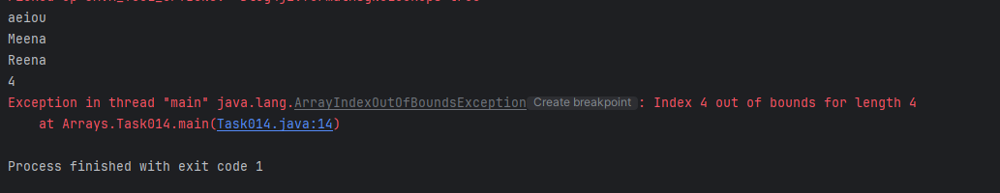 aeiou
Meena
Reena
4
Exception in thread "main" java.lang.ArrayIndexOutOfBoundsException Create breakpoint : Index 4 out of bounds for length 4
at Arrays.Task014.main(Task014.java:14)
Process finished with exit code 1